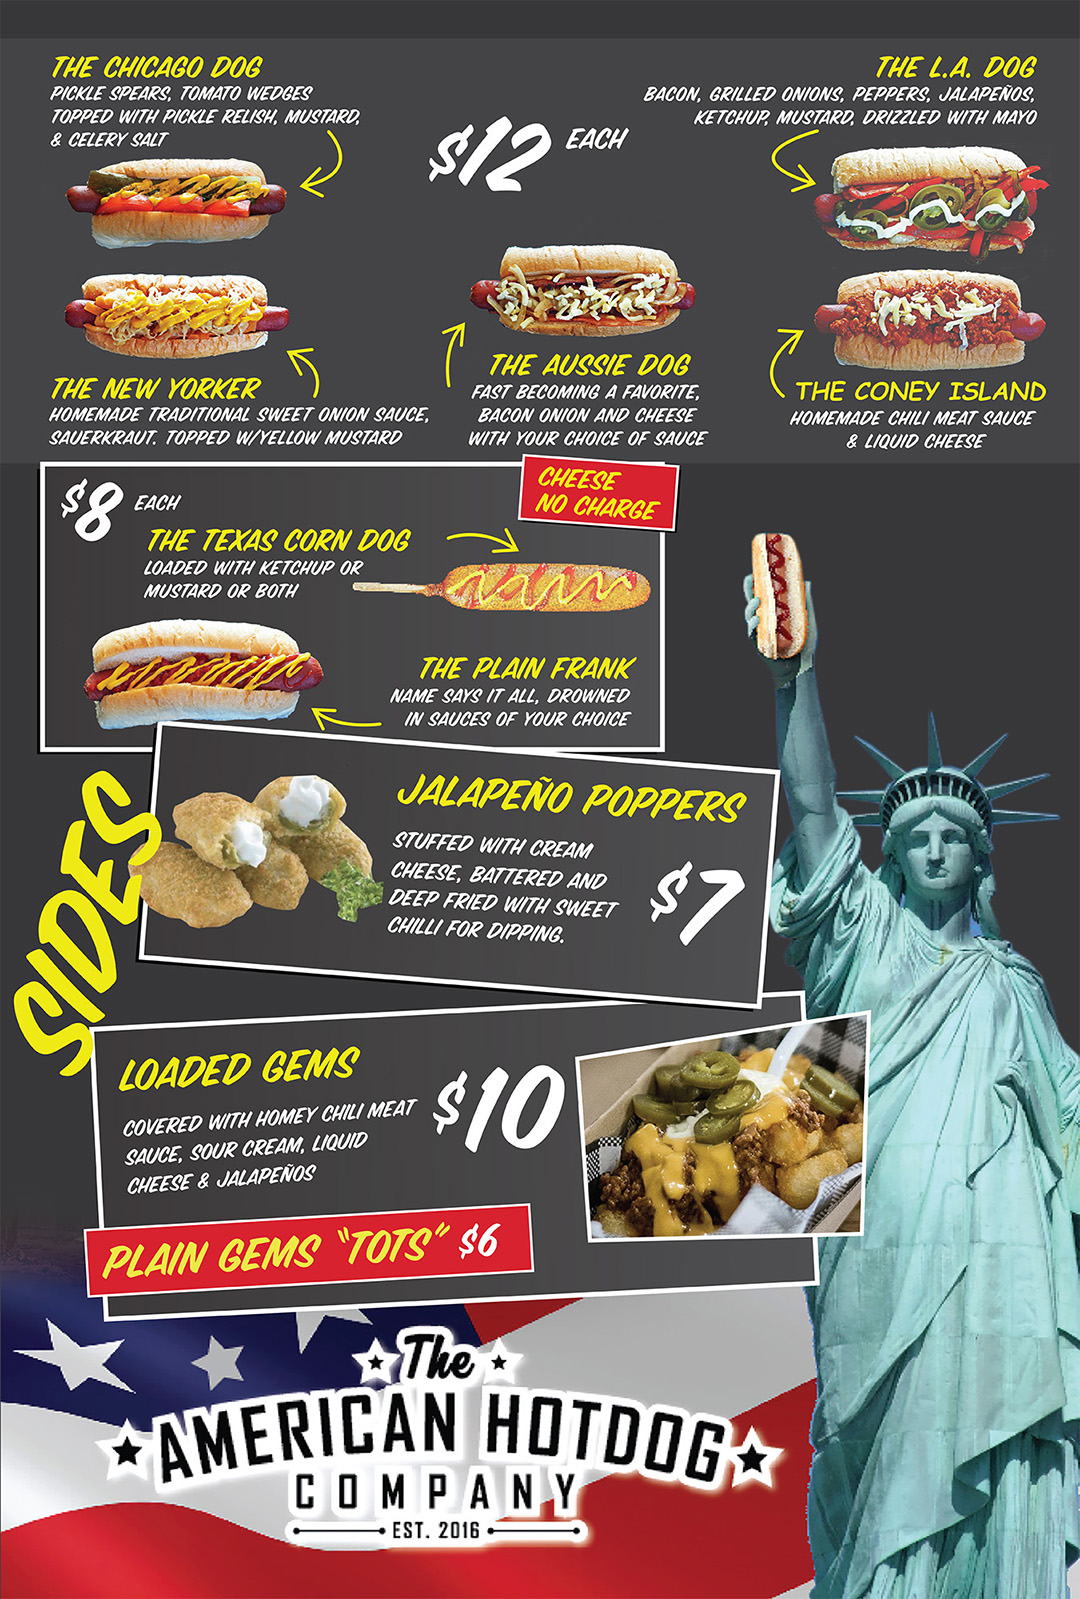 THE CHICAGO DOG
PICKLE SPEARS, TOMATO WEDGES
TOPPED WITH PICKLE RELISH, MUSTARD,
& CELERY SALT
$12 EACH
THE L.A. DOG
BACON, GRILLED ONIONS, PEPPERS, JALAPEÑOS,
KETCHUP, MUSTARD, DRIZZLED WITH MAYO
THE NEW YORKER
HOMEMADE TRADITIONAL SWEET ONION SAUCE,
SAUERKRAUT, TOPPED W/YELLOW MUSTARD
THE AUSSIE DOG
FAST BECOMING A FAVORITE,
BACON ONION AND CHEESE
WITH YOUR CHOICE OF SAUCE
THE CONEY ISLAND
HOMEMADE CHILI MEAT SAUCE
& LIQUID CHEESE
$8 EACH
CHEESE
NO CHARGE
THE TEXAS CORN DOG
LOADED WITH KETCHUP OR
MUSTARD OR BOTH
THE PLAIN FRANK
NAME SAYS IT ALL, DROWNED
IN SAUCES OF YOUR CHOICE
SIDES
JALAPEÑO POPPERS
STUFFED WITH CREAM
CHEESE, BATTERED AND
DEEP FRIED WITH SWEET
CHILLI FOR DIPPING.
$7
LOADED GEMS
COVERED WITH HOMEY CHILI MEAT
SAUCE, SOUR CREAM, LIQUID
CHEESE & JALAPEÑOS
$10
PLAIN GEMS "TOTS" $6
The
AMERICAN HOTDOG
COMPANY
EST. 2016